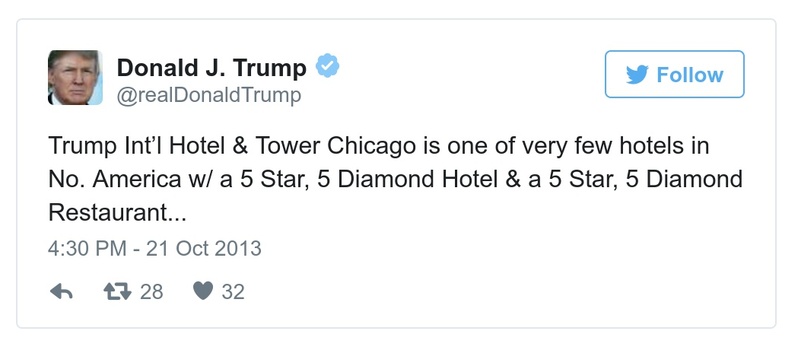 Donald J. Trump
Follow
@realDonaldTrump
Trump Int’l Hotel & Tower Chicago is one of very few hotels in
No. America w/ a 5 Star, 5 Diamond Hotel & a 5 Star, 5 Diamond
Restaurant...
4:30 PM - 21 Oct 2013
28 32